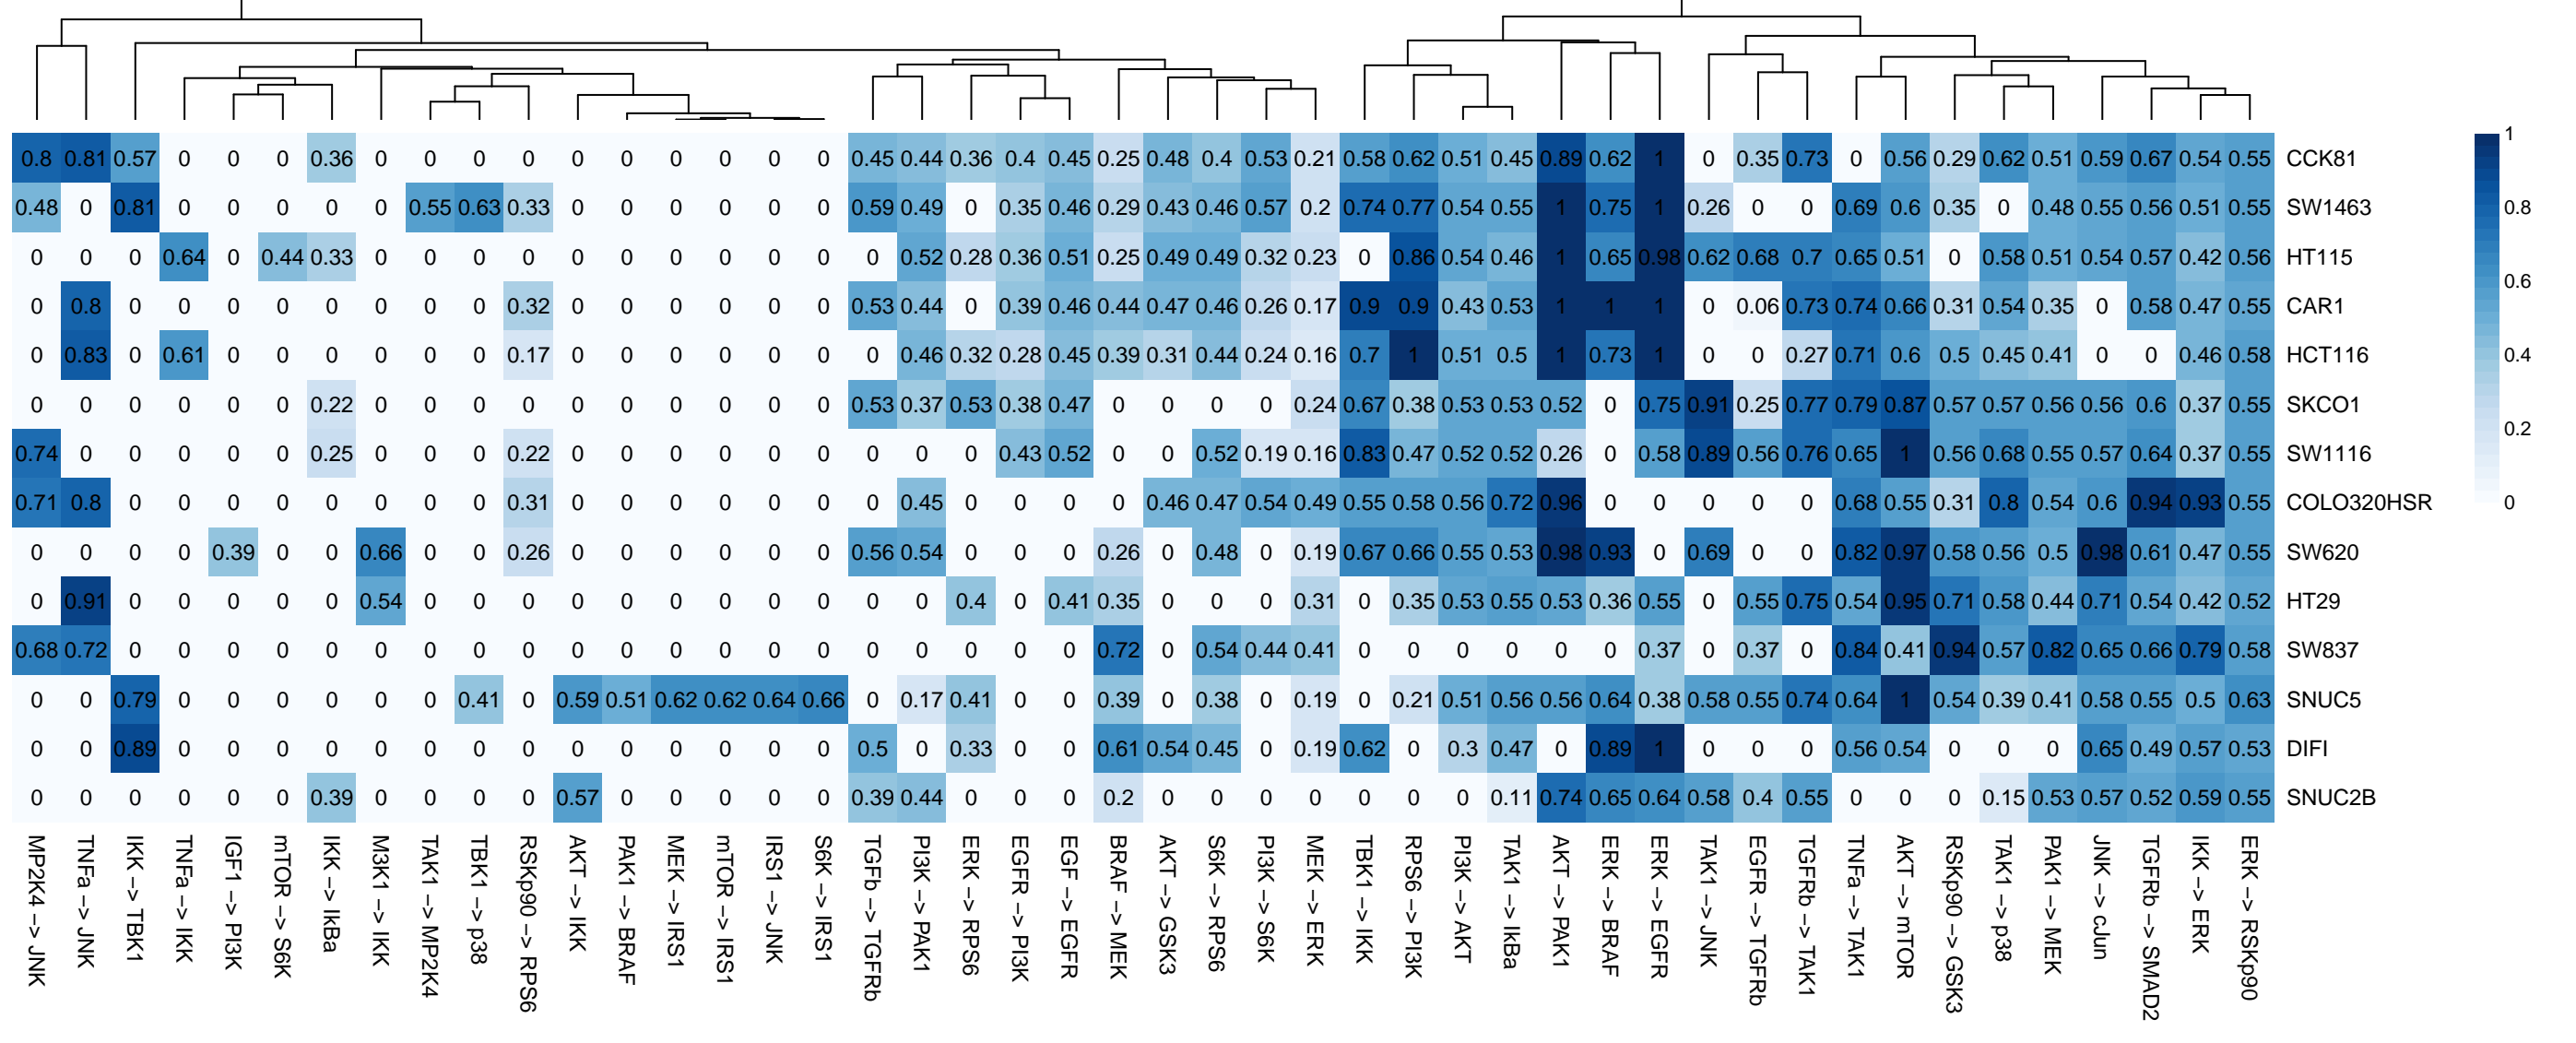 0.8 0.81 0.57 0 0 0 0.36 0 0 0 0 0 0 0 0 0 0 0.45 0.44 0.36 0.4 0.45 0.25 0.48 0.4 0.53 0.21 0.58 0.62 0.51 0.45 0.89 0.62 1 0 0.35 0.73 0 0.56 0.29 0.62 0.51 0.59 0.67 0.54 0.55 CCK81
0.48 0 0.81 0 0 0 0 0 0.55 0.63 0.33 0 0 0 0 0 0 0.59 0.49 0 0.35 0.46 0.29 0.43 0.46 0.57 0.2 0.74 0.77 0.54 0.55 1 0.75 1 0.26 0 0 0.69 0.6 0.35 0 0.48 0.55 0.56 0.51 0.55 SW1463
0 0 0 0.64 0 0.44 0.33 0 0 0 0 0 0 0 0 0 0 0 0.52 0.28 0.36 0.51 0.25 0.49 0.49 0.32 0.23 0 0.86 0.54 0.46 1 0.65 0.98 0.62 0.68 0.7 0.65 0.51 0 0.58 0.51 0.54 0.57 0.42 0.56 HT115
0 0.8 0 0 0 0 0 0 0 0 0.32 0 0 0 0 0 0 0.53 0.44 0 0.39 0.46 0.44 0.47 0.46 0.26 0.17 0.9 0.9 0.43 0.53 1 1 1 0 0.06 0.73 0.74 0.66 0.31 0.54 0.35 0 0.58 0.47 0.55 CAR1
0 0.83 0 0.61 0 0 0 0 0 0 0.17 0 0 0 0 0 0 0 0.46 0.32 0.28 0.45 0.39 0.31 0.44 0.24 0.16 0.7 1 0.51 0.5 1 0.73 1 0 0 0.27 0.71 0.6 0.5 0.45 0.41 0 0 0.46 0.58 HCT116
0 0 0 0 0 0 0.22 0 0 0 0 0 0 0 0 0 0 0.53 0.37 0.53 0.38 0.47 0 0 0 0 0.24 0.67 0.38 0.53 0.53 0.52 0 0.75 0.91 0.25 0.77 0.79 0.87 0.57 0.57 0.56 0.56 0.6 0.37 0.55 SKCO1
0.74 0 0 0 0 0 0.25 0 0 0 0.22 0 0 0 0 0 0 0 0 0 0.43 0.52 0 0 0.52 0.19 0.16 0.83 0.47 0.52 0.52 0.26 0 0.58 0.89 0.56 0.76 0.65 1 0.56 0.68 0.55 0.57 0.64 0.37 0.55 SW1116
0.71 0.8 0 0 0 0 0 0 0 0 0.31 0 0 0 0 0 0 0 0.45 0 0 0 0 0.46 0.47 0.54 0.49 0.55 0.58 0.56 0.72 0.96 0 0 0 0 0 0.68 0.55 0.31 0.8 0.54 0.6 0.94 0.93 0.55 COLO320HSR
0 0 0 0 0.39 0 0 0.66 0 0 0.26 0 0 0 0 0 0 0.56 0.54 0 0 0 0.26 0 0.48 0 0.19 0.67 0.66 0.55 0.53 0.98 0.93 0 0.69 0 0 0.82 0.97 0.58 0.56 0.5 0.98 0.61 0.47 0.55 SW620
0 0.91 0 0 0 0 0 0.54 0 0 0 0 0 0 0 0 0 0 0 0.4 0 0.41 0.35 0 0 0 0.31 0 0.35 0.53 0.55 0.53 0.36 0.55 0 0.55 0.75 0.54 0.95 0.71 0.58 0.44 0.71 0.54 0.42 0.52 HT29
0.68 0.72 0 0 0 0 0 0 0 0 0 0 0 0 0 0 0 0 0 0 0 0 0.72 0 0.54 0.44 0.41 0 0 0 0 0 0 0.37 0 0.37 0 0.84 0.41 0.94 0.57 0.82 0.65 0.66 0.79 0.58 SW837
0 0 0.79 0 0 0 0 0 0 0.41 0 0.59 0.51 0.62 0.62 0.64 0.66 0 0.17 0.41 0 0 0.39 0 0.38 0 0.19 0 0.21 0.51 0.56 0.56 0.64 0.38 0.58 0.55 0.74 0.64 1 0.54 0.39 0.41 0.58 0.55 0.5 0.63 SNUC5
0 0 0.89 0 0 0 0 0 0 0 0 0 0 0 0 0 0 0.5 0 0.33 0 0 0.61 0.54 0.45 0 0.19 0.62 0 0.3 0.47 0 0.89 1 0 0 0 0.56 0.54 0 0 0 0.65 0.49 0.57 0.53 DIFI
0 0 0 0 0 0 0.39 0 0 0 0 0.57 0 0 0 0 0 0.39 0.44 0 0 0 0.2 0 0 0 0 0 0 0 0.11 0.74 0.65 0.64 0.58 0.4 0.55 0 0 0 0.15 0.53 0.57 0.52 0.59 0.55 SNUC2B
MP2K4 –> JNK
TNFa –> JNK
IKK –> TBK1
TNFa –> IKK
IGF1 –> PI3K
mTOR –> S6K
IKK –> IkBa
M3K1 –> IKK
TAK1 –> MP2K4
TBK1 –> p38
RSKp90 –> RPS6
AKT –> IKK
PAK1 –> BRAF
MEK –> IRS1
mTOR –> IRS1
IRS1 –> JNK
S6K –> IRS1
TGFb –> TGFRb
PI3K –> PAK1
ERK –> RPS6
EGFR –> PI3K
EGF –> EGFR
BRAF –> MEK
AKT –> GSK3
S6K –> RPS6
PI3K –> S6K
MEK –> ERK
TBK1 –> IKK
RPS6 –> PI3K
PI3K –> AKT
TAK1 –> IkBa
AKT –> PAK1
ERK –> BRAF
ERK –> EGFR
TAK1 –> JNK
EGFR –> TGFRb
TGFRb –> TAK1
TNFa –> TAK1
AKT –> mTOR
RSKp90 –> GSK3
TAK1 –> p38
PAK1 –> MEK
JNK –> cJun
TGFRb –> SMAD2
IKK –> ERK
ERK –> RSKp90
1
0.8
0.6
0.4
0.2
0